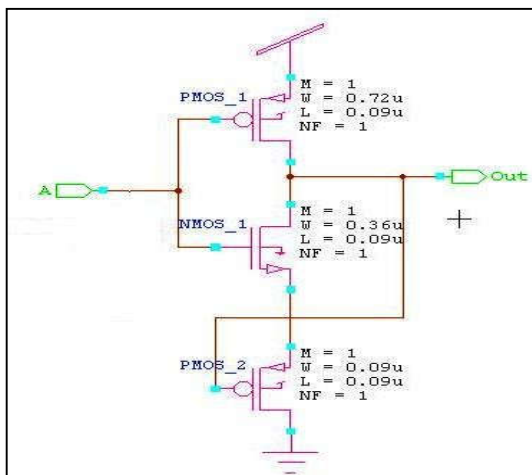 PMOS_1
M = 1
W = 0.72u
L = 0.09u
NF = 1
A
Out
NMOS_1
M = 1
W = 0.36u
L = 0.09u
NF = 1
PMOS_2
M = 1
W = 0.09u
L = 0.09u
NF = 1